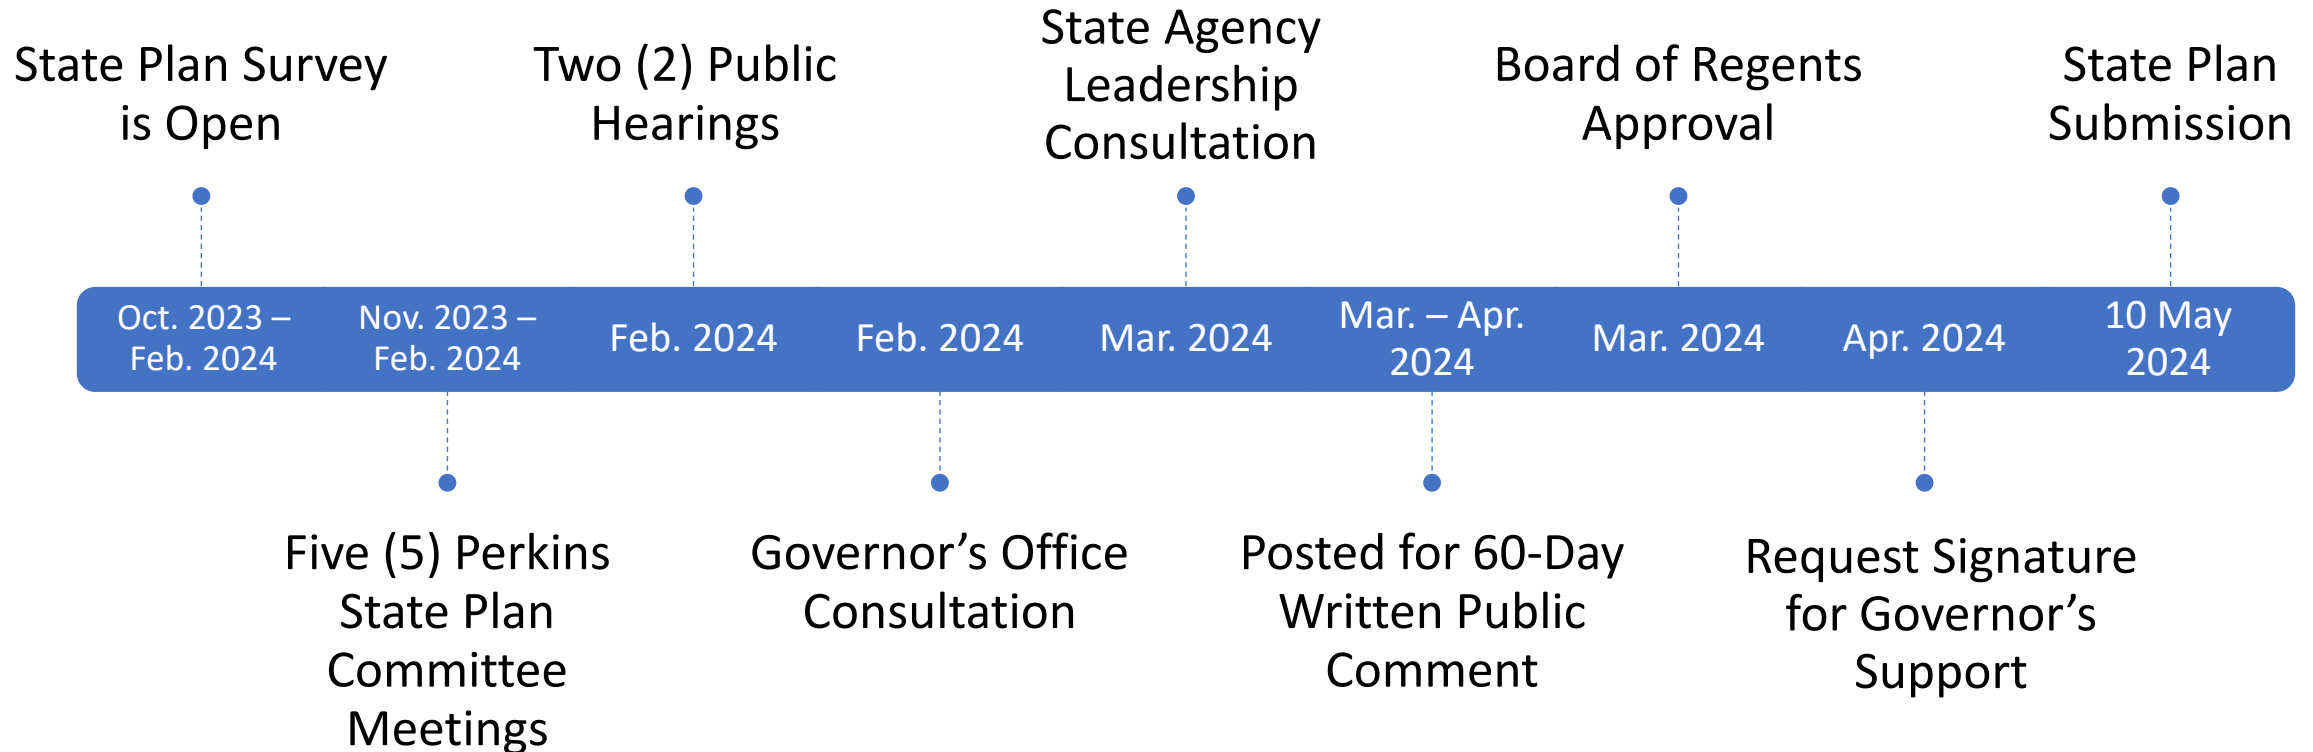 State Plan Survey
is Open
Two (2) Public
Hearings
State Agency
Leadership
Consultation
Board of Regents
Approval
State Plan
Submission
Oct. 2023 –
Feb. 2024
Nov. 2023 –
Feb. 2024
Feb. 2024
Feb. 2024
Mar. 2024
Mar. – Apr.
2024
Mar. 2024
Apr. 2024
10 May
2024
Five (5) Perkins
State Plan
Committee
Meetings
Governor’s Office
Consultation
Posted for 60-Day
Written Public
Comment
Request Signature
for Governor’s
Support